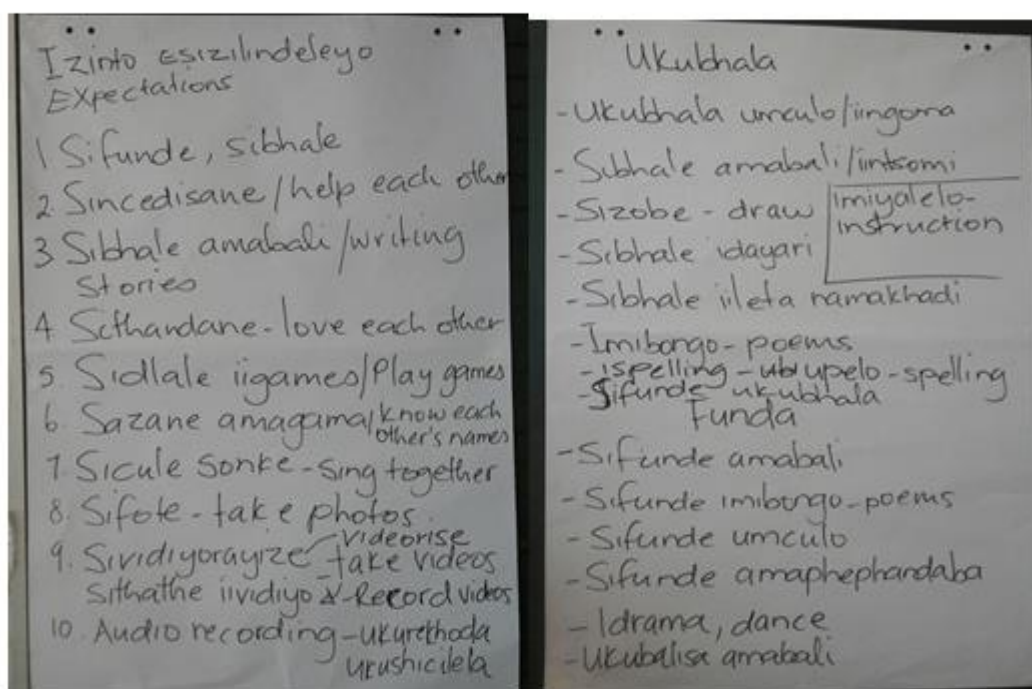 Izinto esizilindeleyo
Expectations
1 Sifunde, sibhale
2. Sincedisane / help each other
3 Sibhale amabali / writing
stories
4 Sithandane - love each other
5. Sidlale iigames / Play games
6. Sazane amagama / know each
other's names
7. Sicule sonke - sing together
8. Sifote - take photos
9. Sividiyorayize - videorise
take videos
Sithathe iividiyo & Record videos
10. Audio recording - ukurekhoda
ukushicilela
Ukubhala
- Ukubhala umculo/iingoma
- Sibhale amabali/iintsomi
- Sizobe - draw
- Sibhale idayari
imiyalelo-
instruction
- Sibhale iileta namakhadi
- Imibongo - poems
- ispelling - upelo - spelling
- Sifunde ukubhala
Funda
- Sifunde amabali
- Sifunde imibongo - poems
- Sifunde umculo
- Sifunde amaphephandaba
- Idrama, dance
- Ukubalisa amabali